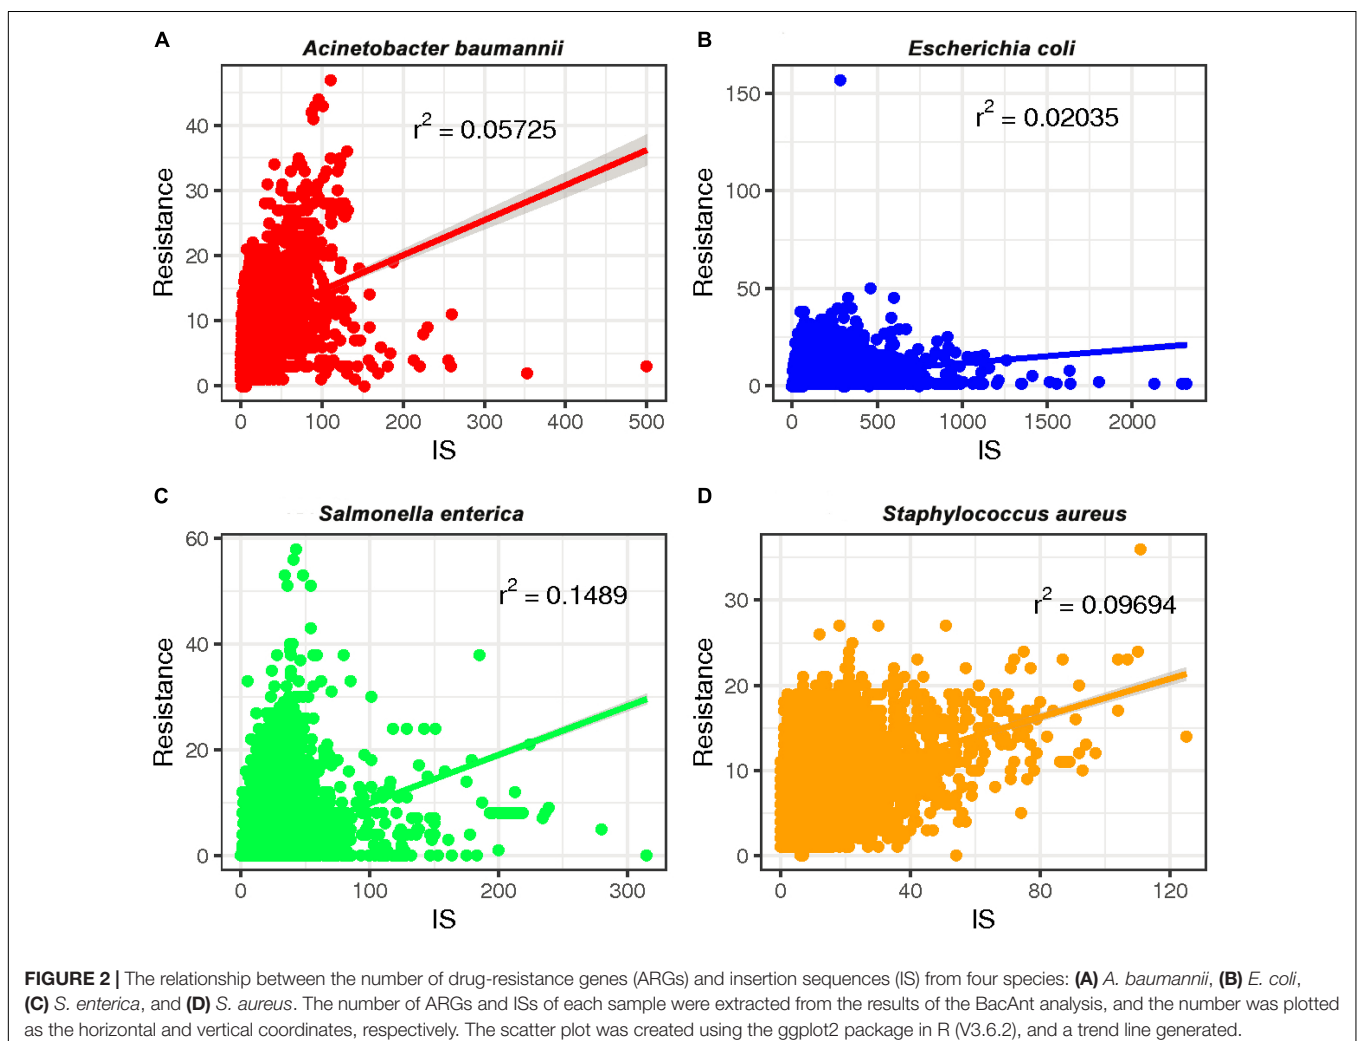 A
Acinetobacter baumannii
r² = 0.05725
Resistance
40
30
20
10
0
0 100 200 300 400 500
IS
B
Escherichia coli
r² = 0.02035
Resistance
150
100
50
0
0 500 1000 1500 2000
IS
C
Salmonella enterica
r² = 0.1489
Resistance
60
40
20
0
0 100 200 300
IS
D
Staphylococcus aureus
r² = 0.09694
Resistance
30
20
10
0
0 40 80 120
IS
FIGURE 2 | The relationship between the number of drug-resistance genes (ARGs) and insertion sequences (IS) from four species: (A) A. baumannii, (B) E. coli,
(C) S. enterica, and (D) S. aureus. The number of ARGs and ISs of each sample were extracted from the results of the BacAnt analysis, and the number was plotted
as the horizontal and vertical coordinates, respectively. The scatter plot was created using the ggplot2 package in R (V3.6.2), and a trend line generated.